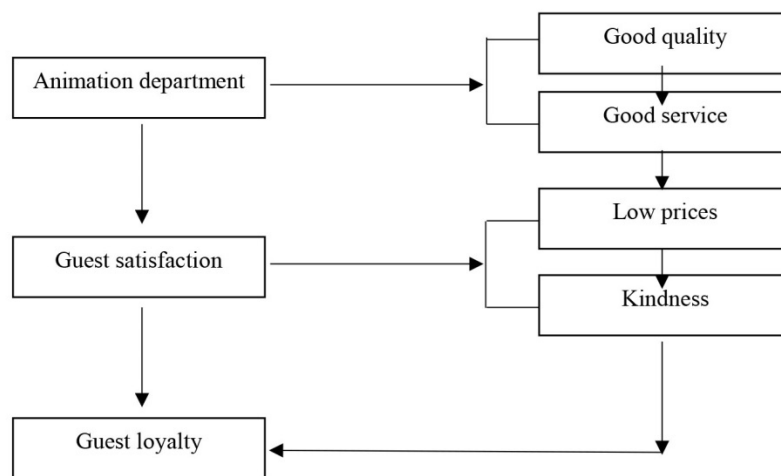 Good quality
Animation department
Good service
Low prices
Guest satisfaction
Kindness
Guest loyalty